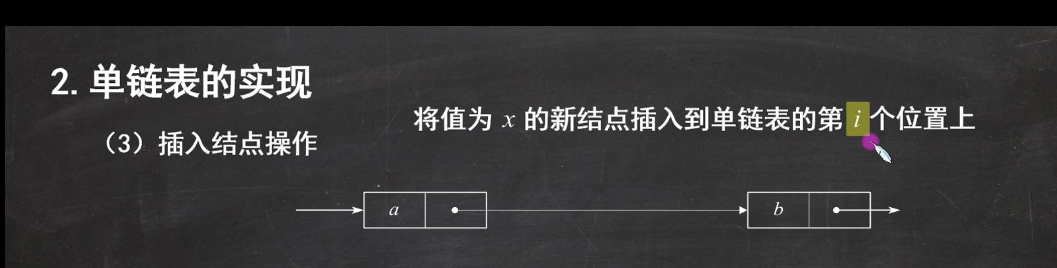 2. 单链表的实现
将值为 x 的新结点插入到单链表的第 i 个位置上
（3）插入结点操作
a
b